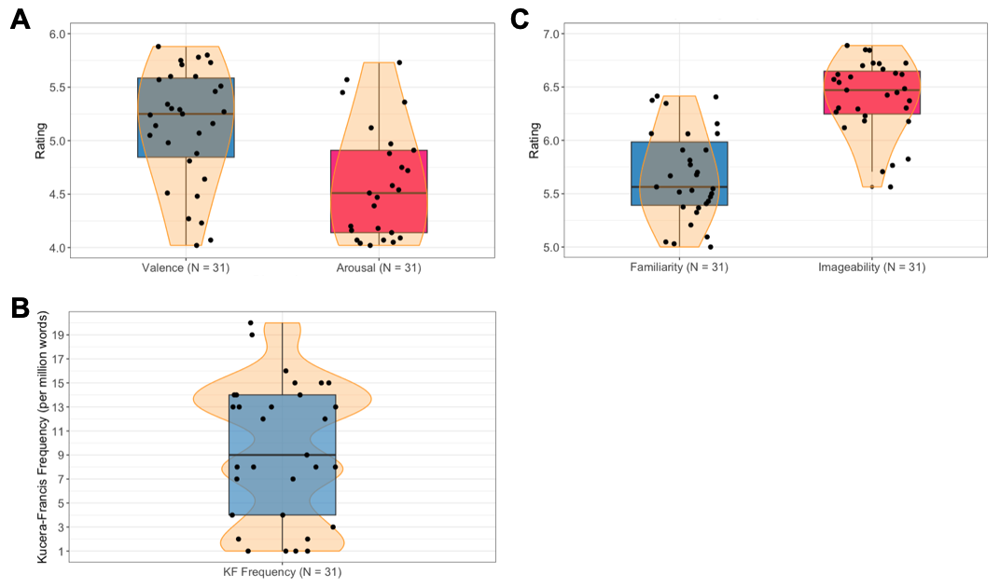 A
6.0
5.5
5.0
4.5
4.0
Rating
Valence (N = 31)
Arousal (N = 31)
C
7.0
6.5
6.0
5.5
5.0
Rating
Familiarity (N = 31)
Imageability (N = 31)
B
19
17
15
13
11
9
7
5
3
1
Kucera-Francis Frequency (per million words)
KF Frequency (N = 31)